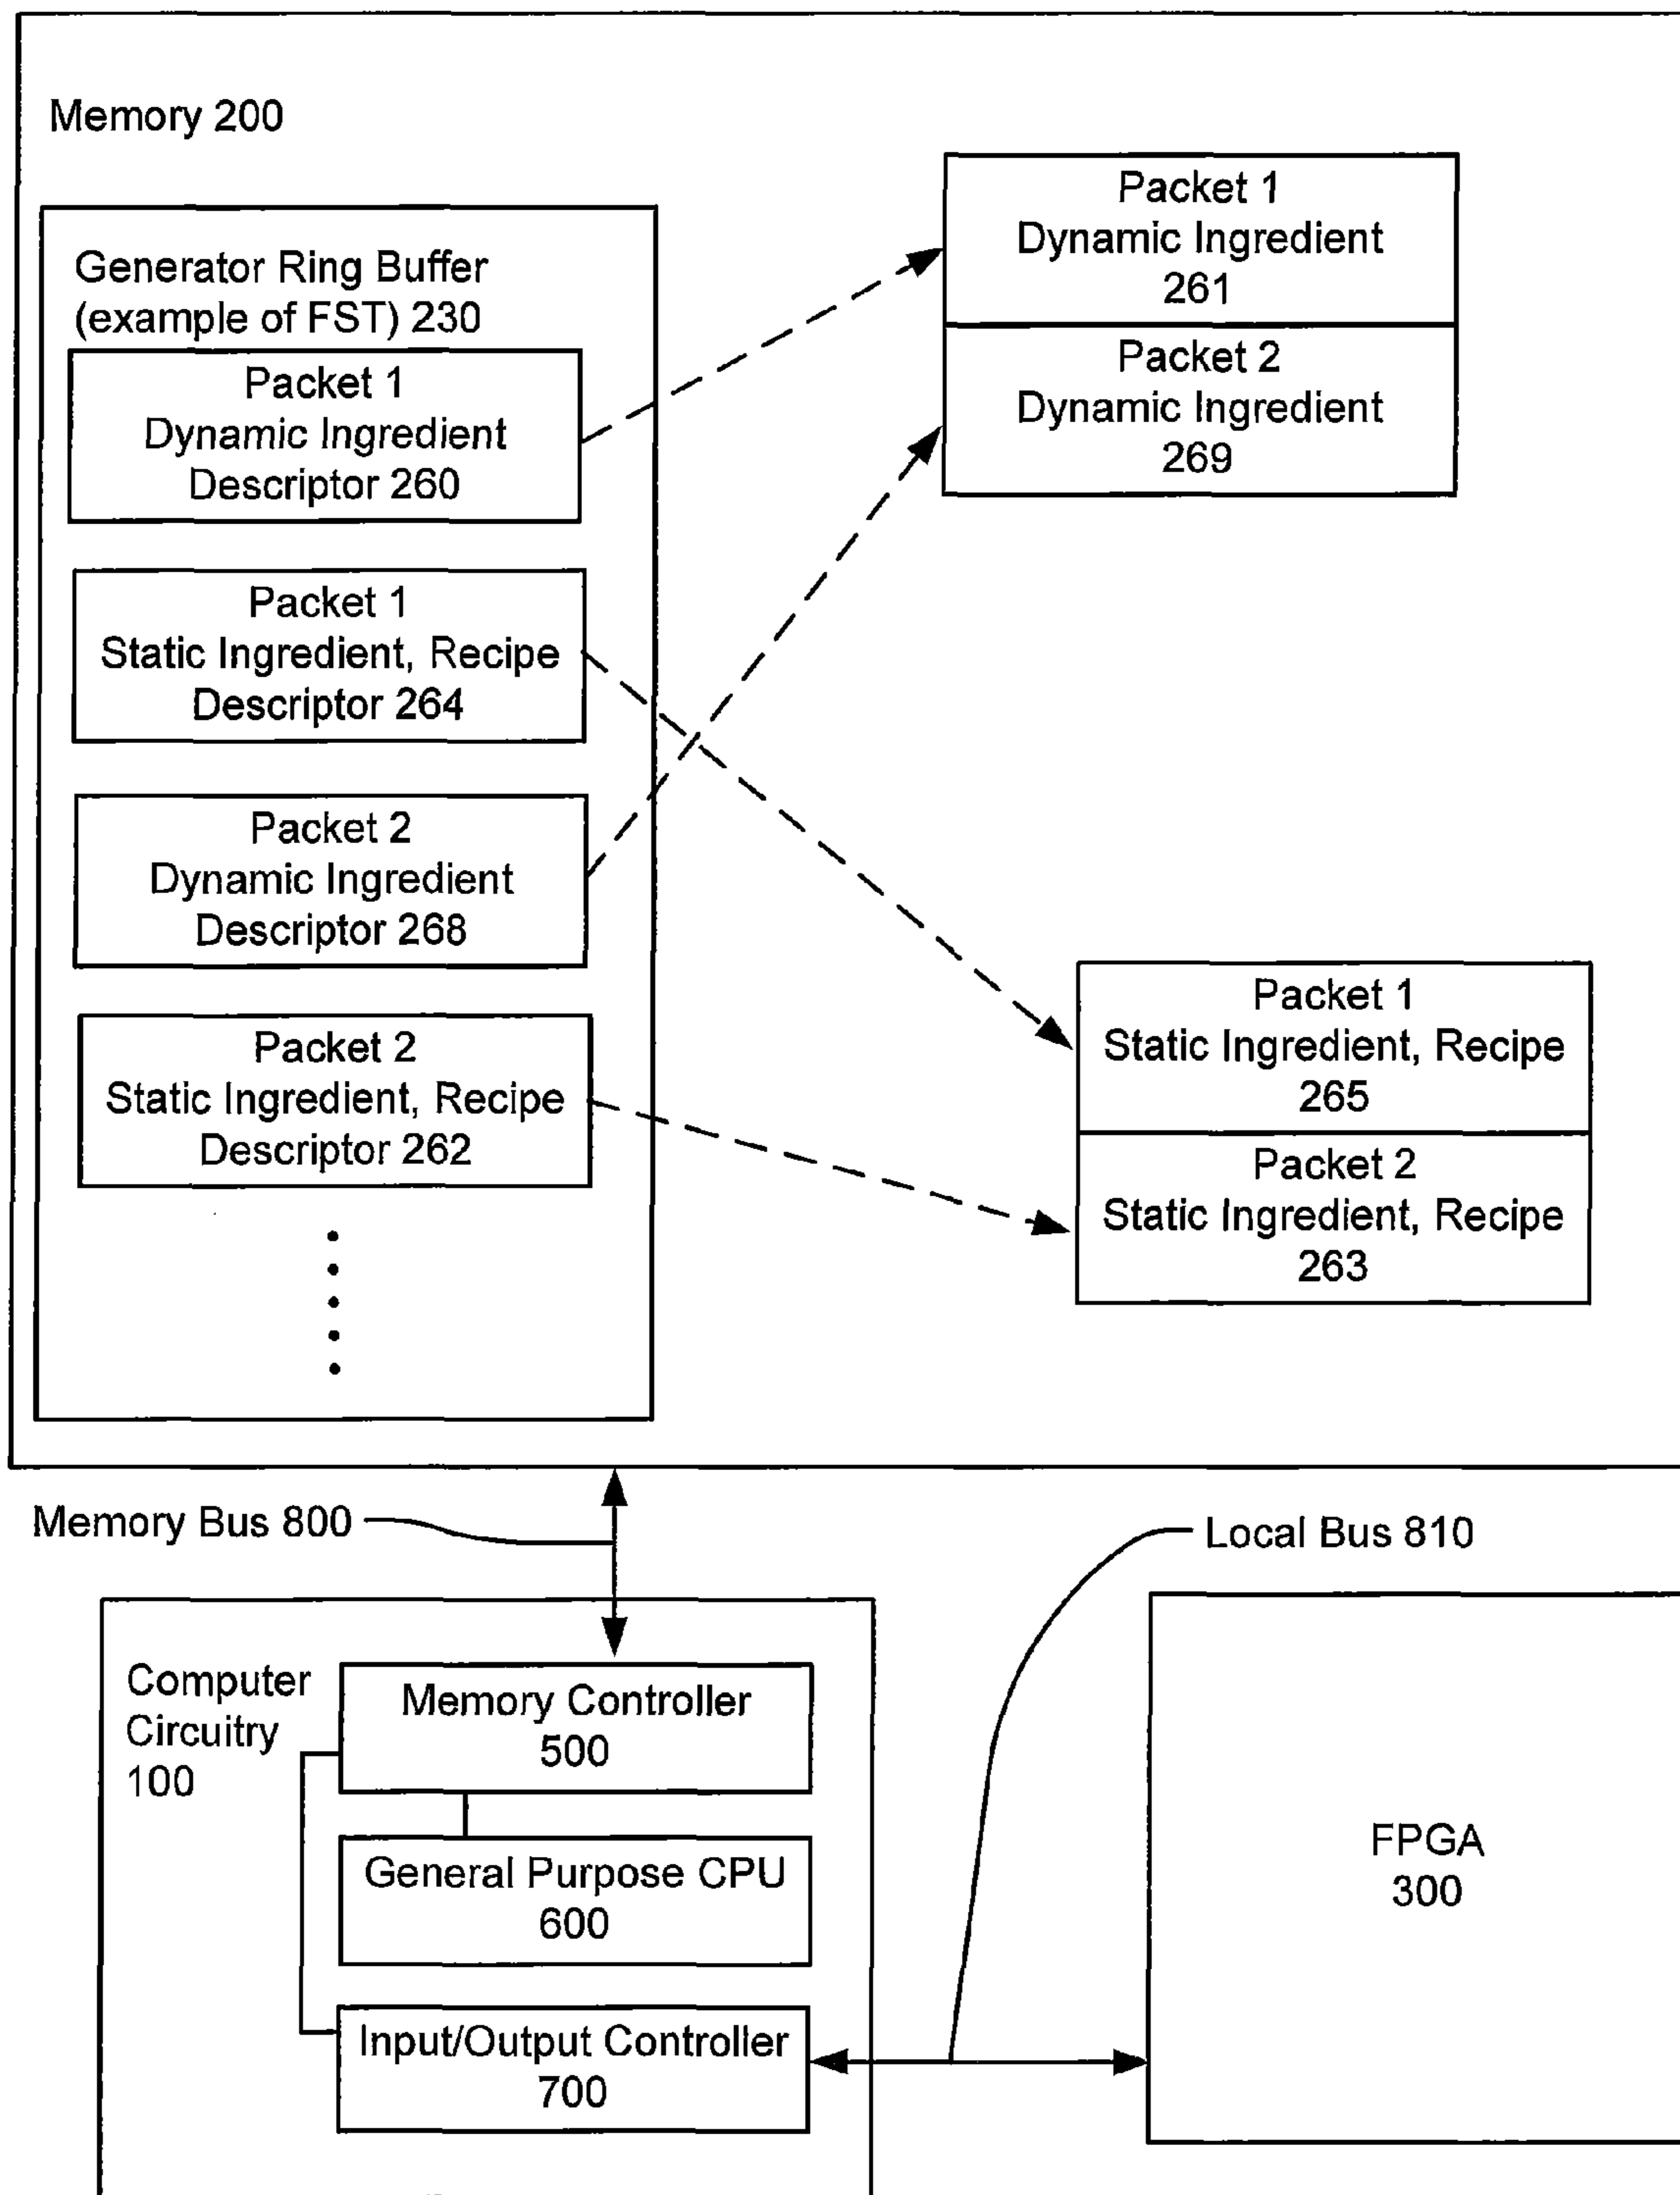 Memory 200
Generator Ring Buffer
(example of FST) 230
Packet 1
Dynamic Ingredient
Descriptor 260
Packet 1
Static Ingredient, Recipe
Descriptor 264
Packet 2
Dynamic Ingredient
Descriptor 268
Packet 2
Static Ingredient, Recipe
Descriptor 262
Packet 1
Dynamic Ingredient
261
Packet 2
Dynamic Ingredient
269
Packet 1
Static Ingredient, Recipe
265
Packet 2
Static Ingredient, Recipe
263
Memory Bus 800
Local Bus 810
Computer
Circuitry
100
Memory Controller
500
General Purpose CPU
600
Input/Output Controller
700
FPGA
300